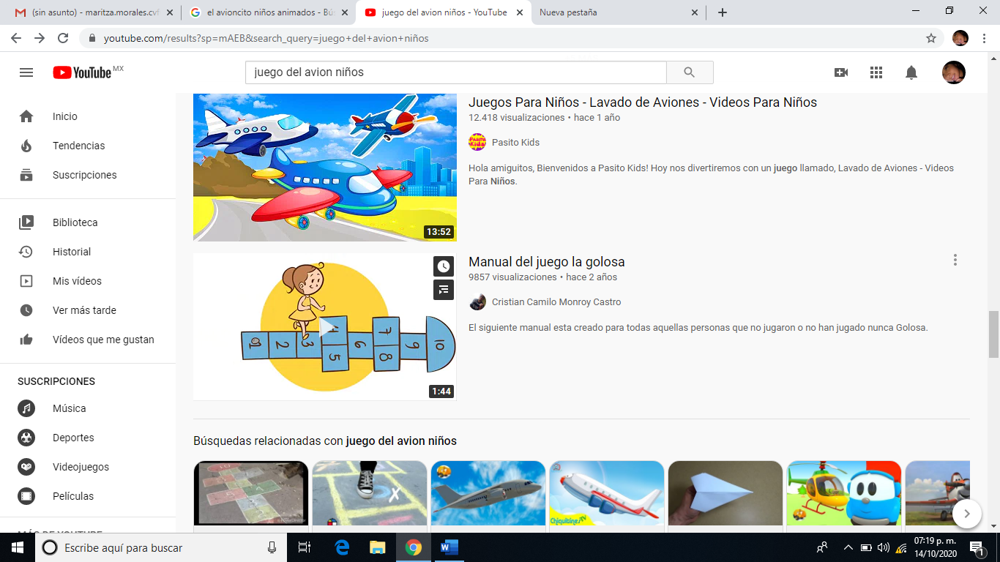 (sin asunto) - maritza.morales.cvf
el avioncito niños animados - Bús
juego del avion niños - YouTube
Nueva pestaña
youtube.com/results?sp=mAEB&search_query=juego+del+avion+niños
YouTube MX
juego del avion niños
Inicio
Tendencias
Suscripciones
Biblioteca
Historial
Mis vídeos
Ver más tarde
Vídeos que me gustan
SUSCRIPCIONES
Música
Deportes
Videojuegos
Películas
MÁS DE YOUTUBE
13:52
Juegos Para Niños - Lavado de Aviones - Videos Para Niños
12.418 visualizaciones • hace 1 año
Pasito Kids
Hola amiguitos, Bienvenidos a Pasito Kids! Hoy nos divertiremos con un juego llamado, Lavado de Aviones - Videos
Para Niños.
1 2 3 4 5 6 7 8 9 10
1:44
Manual del juego la golosa
9857 visualizaciones • hace 2 años
Cristian Camilo Monroy Castro
El siguiente manual esta creado para todas aquellas personas que no jugaron o no han jugado nunca Golosa.
Búsquedas relacionadas con juego del avion niños
Chiquitines TV
Escribe aquí para buscar
07:19 p. m.
14/10/2020
1